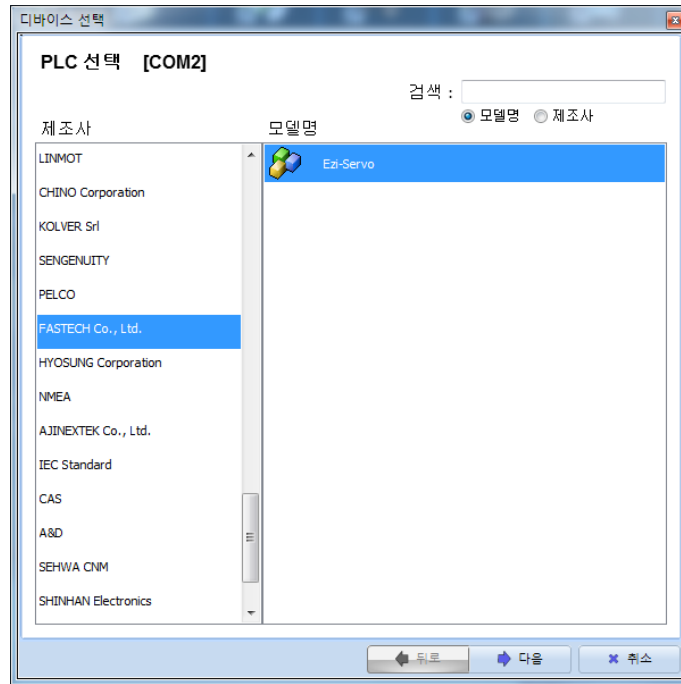 디바이스 선택
PLC 선택 [COM2]
검색 :
모델명 제조사
제조사 모델명
LINMOT
Ezi-Servo
CHINO Corporation
KOLVER Srl
SENGENUITY
PELCO
FASTECH Co., Ltd.
HYOSUNG Corporation
NMEA
AJINEXTEK Co., Ltd.
IEC Standard
CAS
A&D
SEHWA CNM
SHINHAN Electronics
뒤로 다음 취소